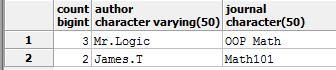 count author journal
bigint character varying(50) character(50)
1 3 Mr.Logic OOP Math
2 2 James.T Math101